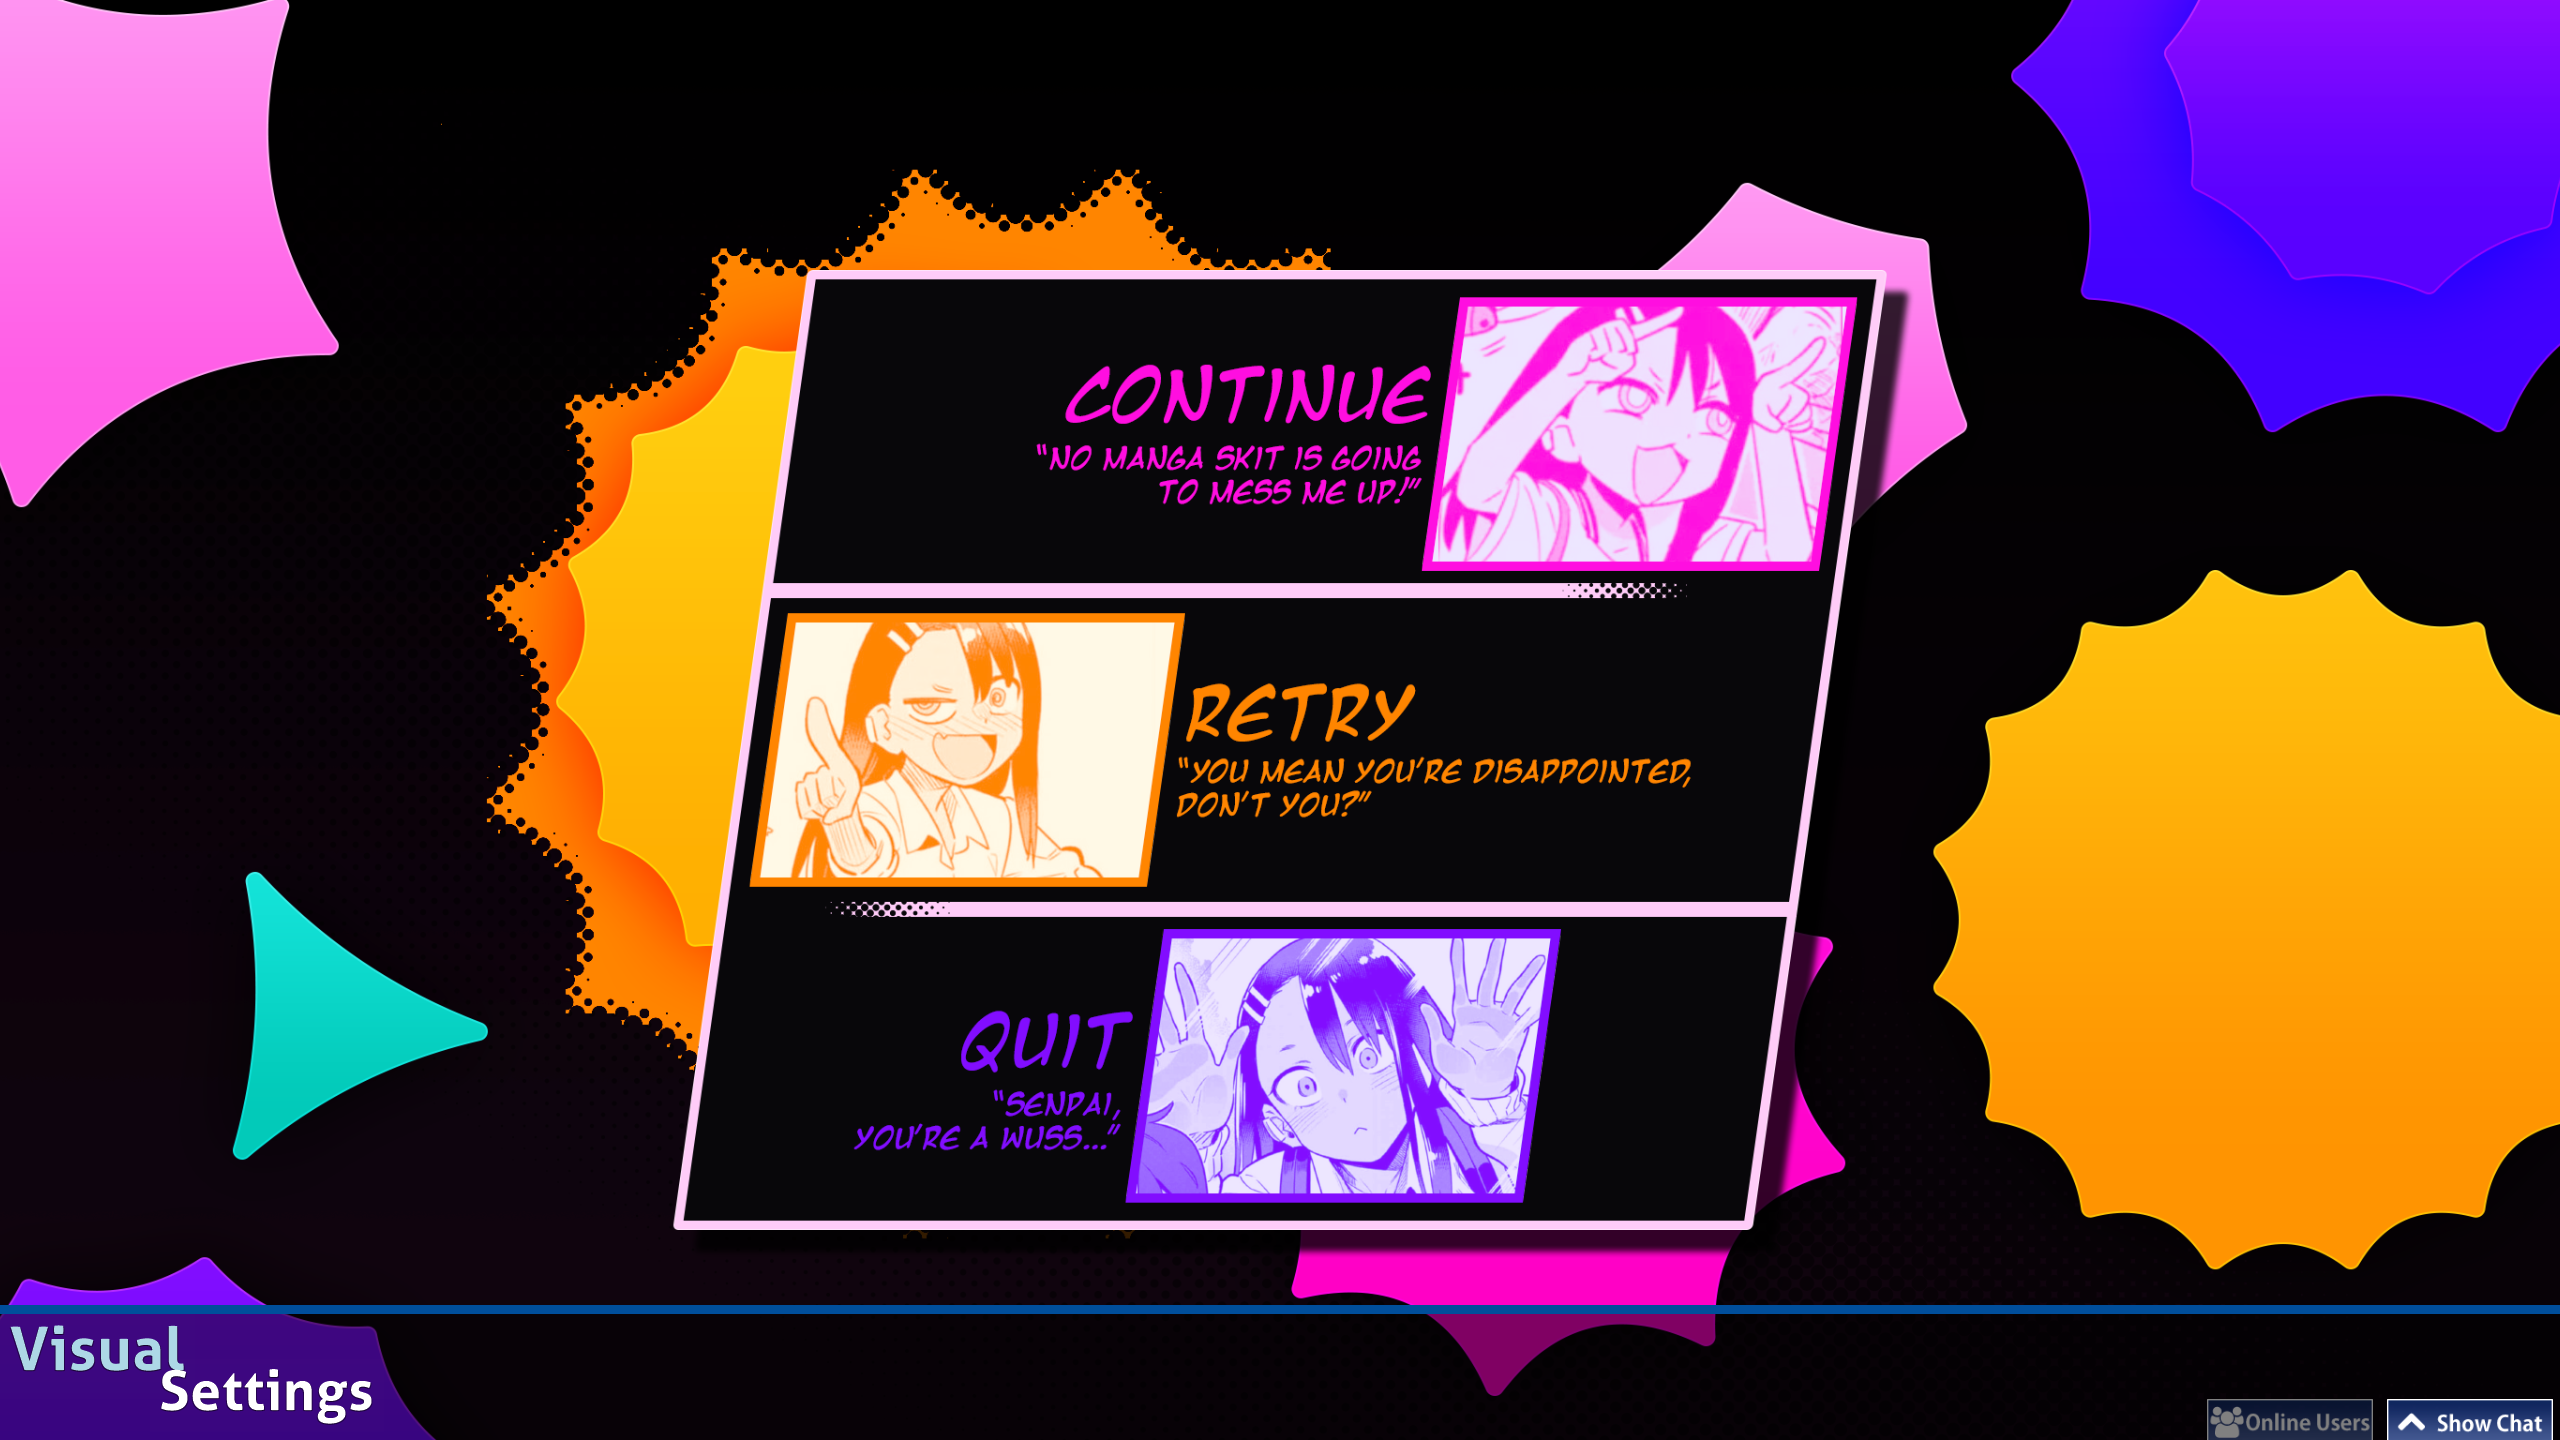 CONTINUE
"NO MANGA SKIT IS GOING
TO MESS ME UP!"
RETRY
"YOU MEAN YOU'RE DISAPPOINTED,
DON'T YOU?"
QUIT
"SENPAI,
YOU'RE A WUSS..."
Visual
Settings
Online Users
Show Chat